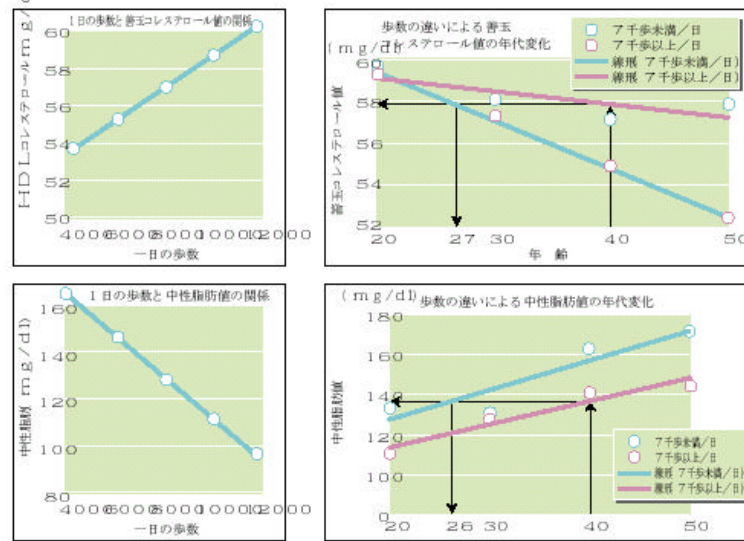 1日の歩数と善玉コレステロール値の関係
HDLコレステロール mg/d
60
58
56
54
52
50
4000 6000 8000 10000 12000
一日の歩数
歩数の違いによる善玉
コレステロール値の年代変化
(mg/dl)
7千歩未満/日
7千歩以上/日
線形 7千歩未満/日)
線形 7千歩以上/日)
善玉コレステロール値
60
58
56
54
52
20 27 30 40 50
年 齢
1日の歩数と中性脂肪値の関係
中性脂肪 mg/dl)
160
140
120
100
80
4000 6000 8000 10000 12000
一日の歩数
(mg/dl)
歩数の違いによる中性脂肪値の年代変化
中性脂肪値
180
160
140
120
100
0
7千歩未満/日
7千歩以上/日
線形 7千歩未満/日)
線形 7千歩以上/日)
20 26 30 40 50